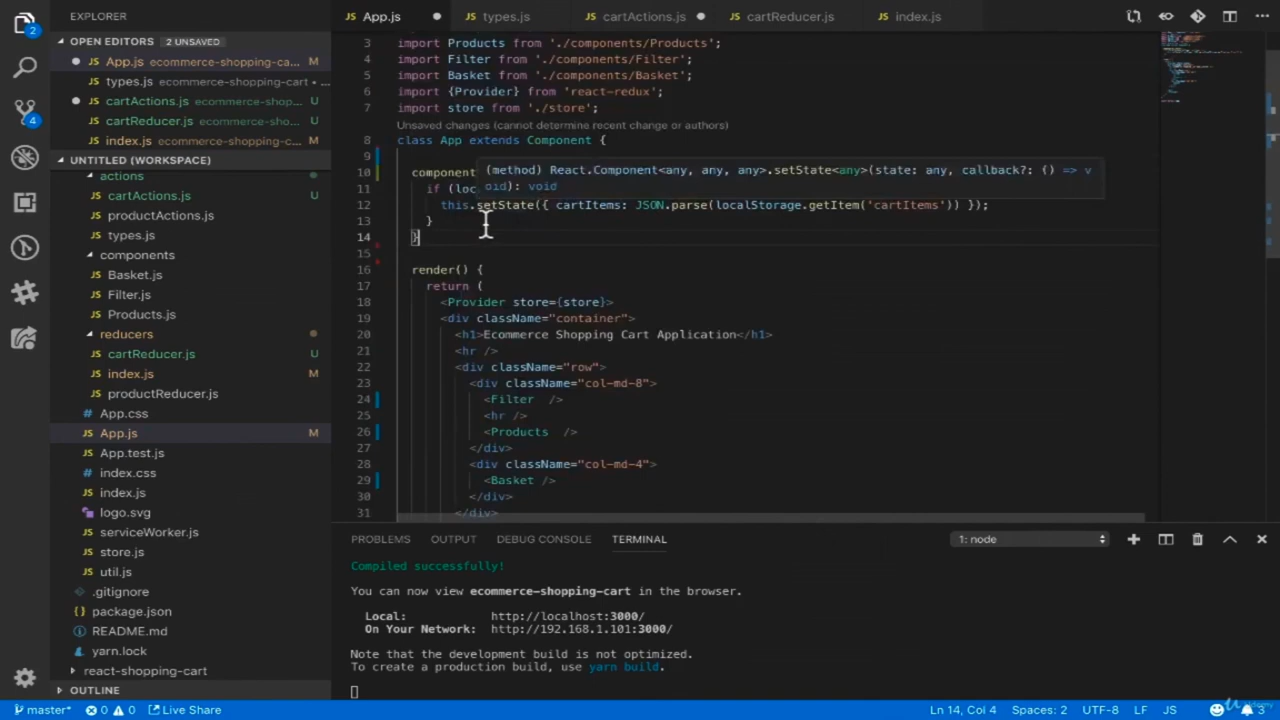 EXPLORER
OPEN EDITORS 2 UNSAVED
App.js ecommerce-shopping-ca... M
types.js ecommerce-shopping-cart •
cartActions.js ecommerce-shop... U
cartReducer.js ecommerce-shop... U
index.js ecommerce-shopping-c... M
UNTITLED (WORKSPACE)
actions
cartActions.js U
productActions.js
types.js
components
Basket.js
Filter.js
Products.js
reducers
cartReducer.js U
index.js M
productReducer.js
App.css
App.js M
App.test.js
index.css
index.js
logo.svg
serviceWorker.js
store.js
util.js
.gitignore
package.json
README.md
yarn.lock
react-shopping-cart
OUTLINE
App.js types.js cartActions.js cartReducer.js index.js
3 import Products from './components/Products';
4 import Filter from './components/Filter';
5 import Basket from './components/Basket';
6 import {Provider} from 'react-redux';
7 import store from './store';
Unsaved changes (cannot determine recent change or authors)
8 class App extends Component {
9
10 component
(method) React.Component<any, any, any>.setState<any>(state: any, callback?: () => v
oid): void
11 if (loc
12 this.setState({ cartItems: JSON.parse(localStorage.getItem('cartItems')) });
13 }
14 }
15
16 render() {
17 return (
18 <Provider store={store}>
19 <div className="container">
20 <h1>Ecommerce Shopping Cart Application</h1>
21 <hr />
22 <div className="row">
23 <div className="col-md-8">
24 <Filter />
25 <hr />
26 <Products />
27 </div>
28 <div className="col-md-4">
29 <Basket />
30 </div>
31 </div>
PROBLEMS OUTPUT DEBUG CONSOLE TERMINAL 1: node
Compiled successfully!
You can now view ecommerce-shopping-cart in the browser.
Local: http://localhost:3000/
On Your Network: http://192.168.1.101:3000/
Note that the development build is not optimized.
To create a production build, use yarn build.
master* 0 0 Live Share Ln 14, Col 4 Spaces: 2 UTF-8 LF JS 3